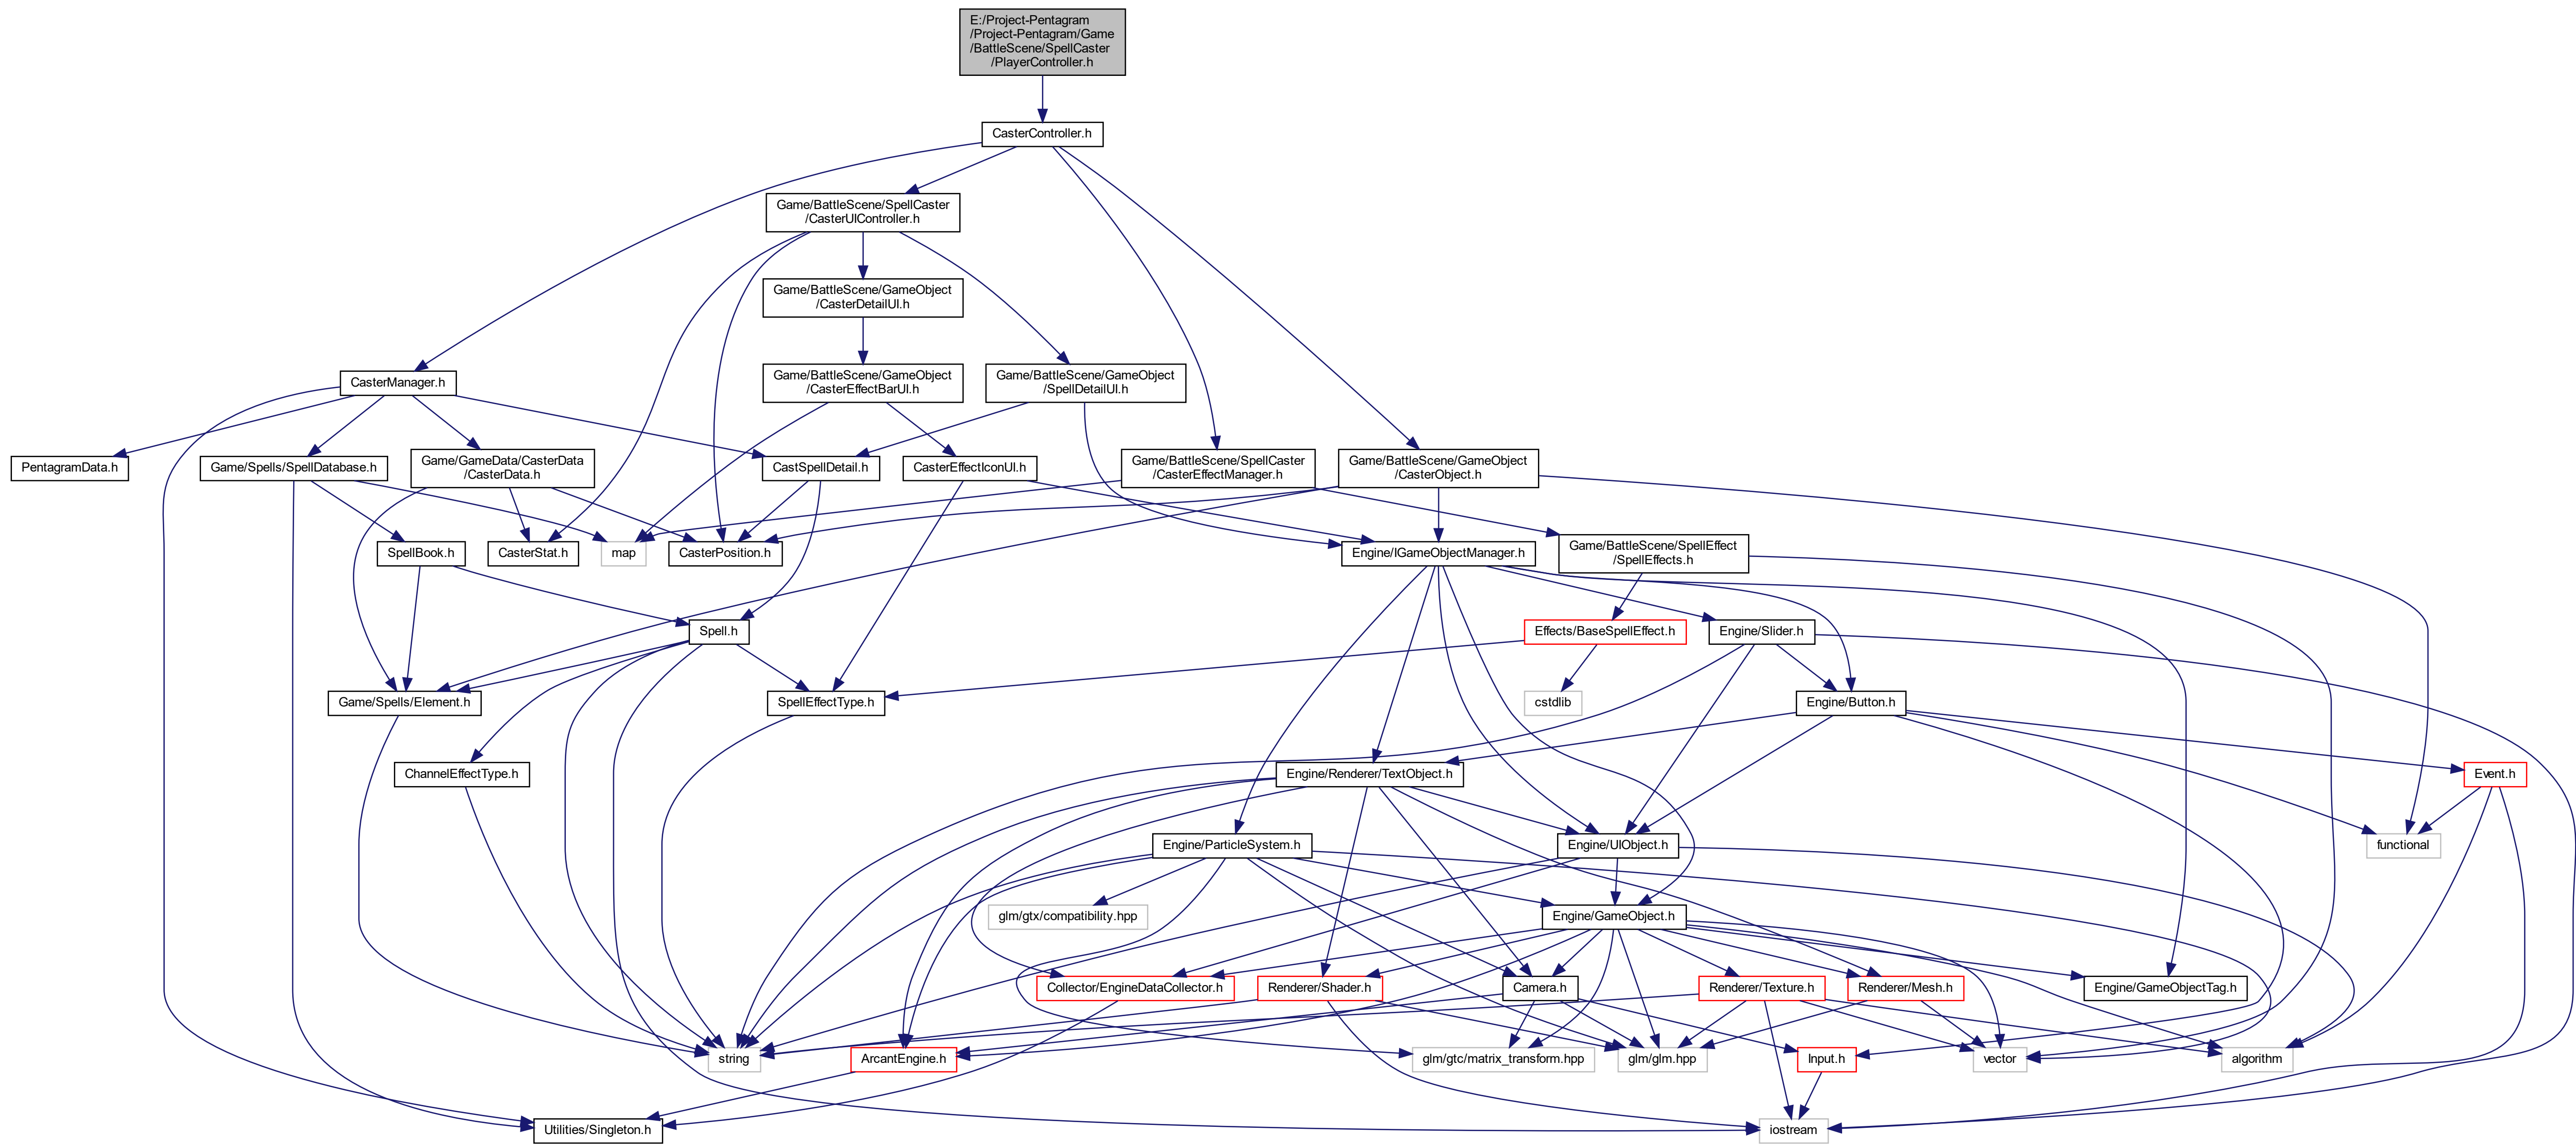 E:/Project-Pentagram
/Project-Pentagram/Game
/BattleScene/SpellCaster
/PlayerController.h
CasterController.h
Game/BattleScene/SpellCaster
/CasterUIController.h
Game/BattleScene/GameObject
/CasterDetailUI.h
CasterManager.h
Game/BattleScene/GameObject
/CasterEffectBarUI.h
Game/BattleScene/GameObject
/SpellDetailUI.h
PentagramData.h
Game/Spells/SpellDatabase.h
Game/GameData/CasterData
/CasterData.h
CastSpellDetail.h
CasterEffectIconUI.h
Game/BattleScene/SpellCaster
/CasterEffectManager.h
Game/BattleScene/GameObject
/CasterObject.h
SpellBook.h
CasterStat.h
map
CasterPosition.h
Engine/IGameObjectManager.h
Game/BattleScene/SpellEffect
/SpellEffects.h
Spell.h
Effects/BaseSpellEffect.h
Engine/Slider.h
Game/Spells/Element.h
SpellEffectType.h
cstdlib
Engine/Button.h
ChannelEffectType.h
Engine/Renderer/TextObject.h
Event.h
Engine/ParticleSystem.h
Engine/UIObject.h
functional
glm/gtx/compatibility.hpp
Engine/GameObject.h
Collector/EngineDataCollector.h
Renderer/Shader.h
Camera.h
Renderer/Texture.h
Renderer/Mesh.h
Engine/GameObjectTag.h
string
ArcantEngine.h
glm/gtc/matrix_transform.hpp
glm/glm.hpp
Input.h
vector
algorithm
Utilities/Singleton.h
iostream